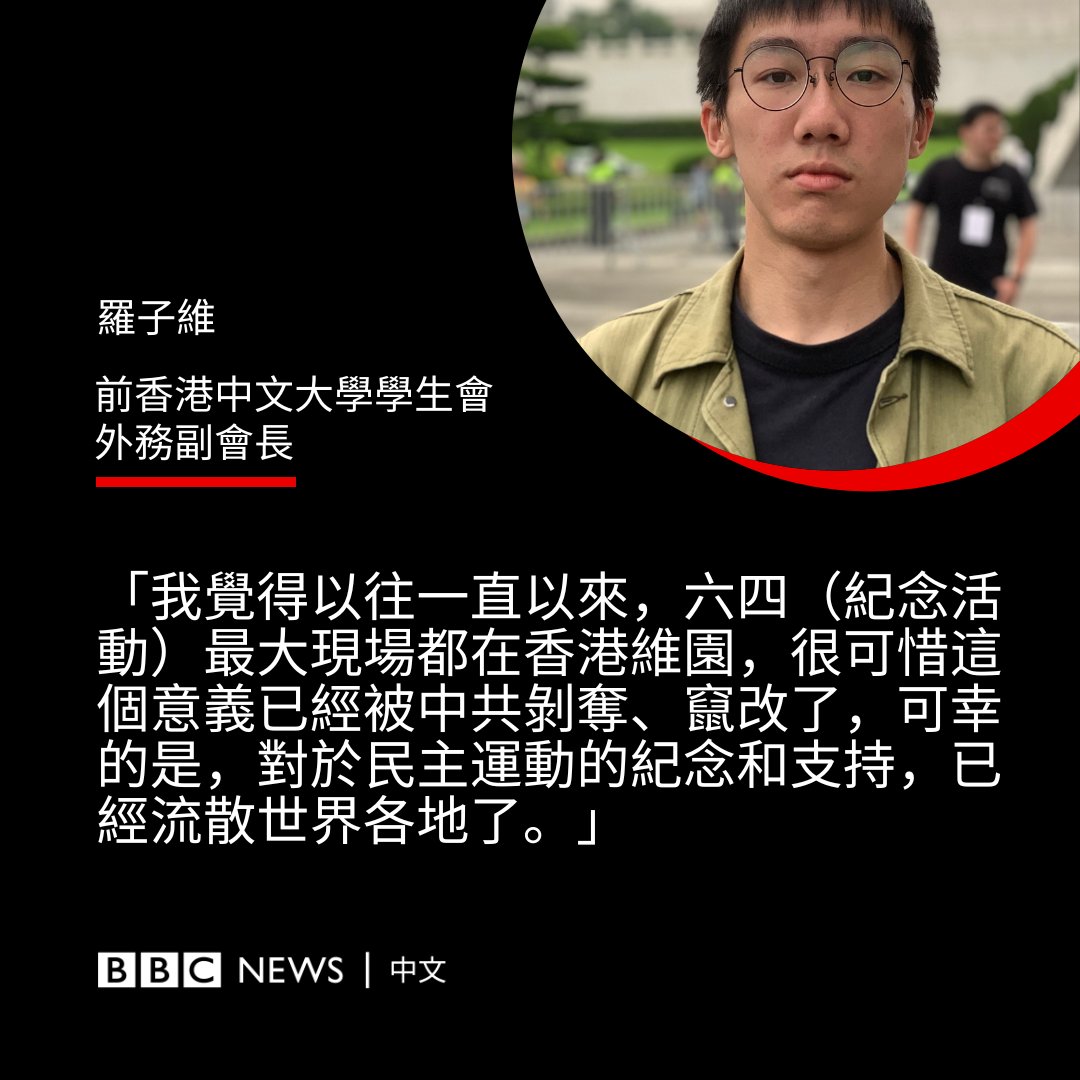 羅子維
前香港中文大學學生會
外務副會長
「我覺得以往一直以來，六四（紀念活
動）最大現場都在香港維園，很可惜這
個意義已經被中共剝奪、竄改了，可幸
的是，對於民主運動的紀念和支持，已
經流散世界各地了。」
BBC NEWS | 中文